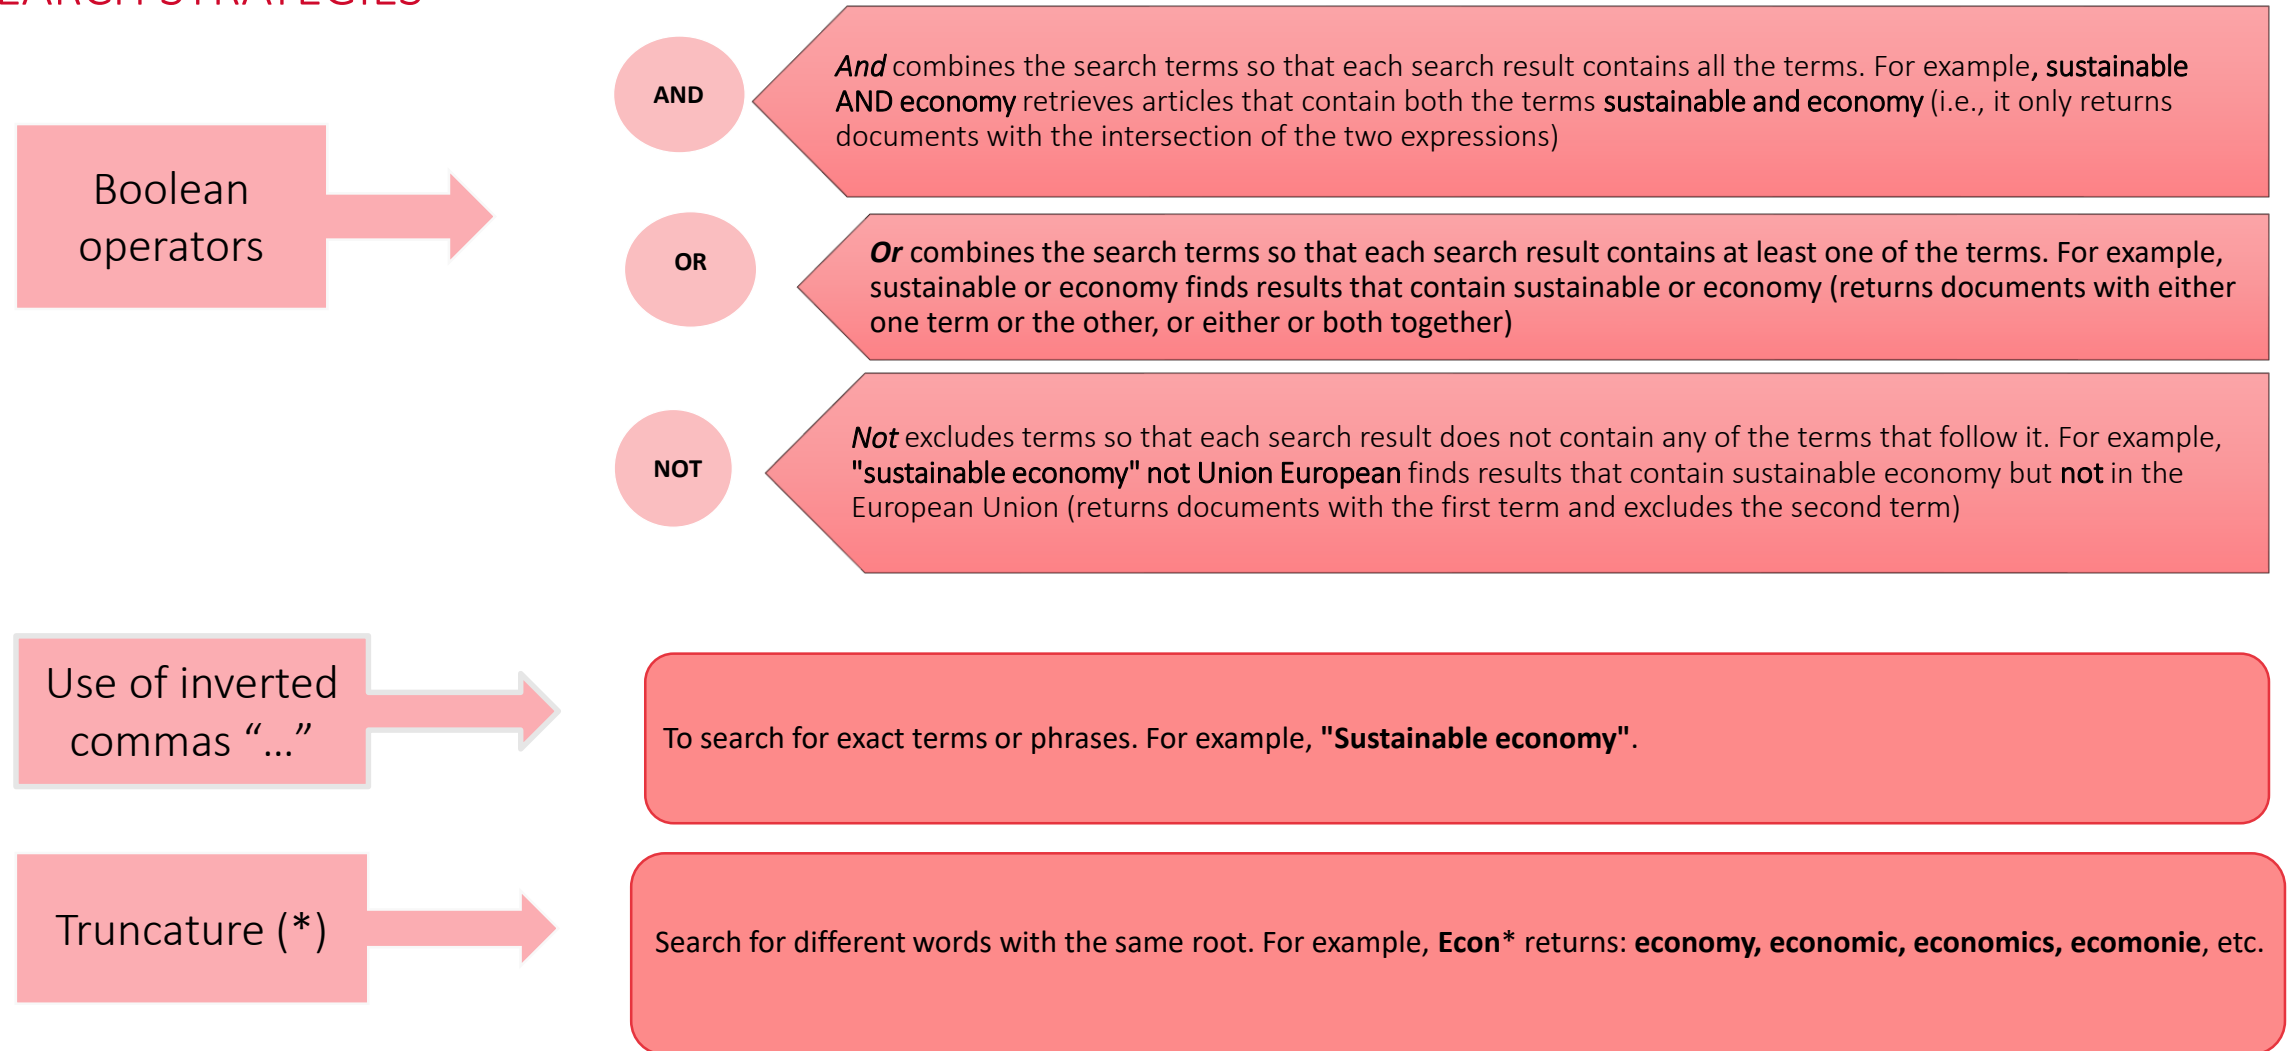 EARCH STRATEGIES
Boolean
operators
AND
And combines the search terms so that each search result contains all the terms. For example, sustainable
AND economy retrieves articles that contain both the terms sustainable and economy (i.e., it only returns
documents with the intersection of the two expressions)
OR
Or combines the search terms so that each search result contains at least one of the terms. For example,
sustainable or economy finds results that contain sustainable or economy (returns documents with either
one term or the other, or either or both together)
NOT
Not excludes terms so that each search result does not contain any of the terms that follow it. For example,
"sustainable economy" not Union European finds results that contain sustainable economy but not in the
European Union (returns documents with the first term and excludes the second term)
Use of inverted
commas “…”
To search for exact terms or phrases. For example, "Sustainable economy".
Truncature (*)
Search for different words with the same root. For example, Econ* returns: economy, economic, economics, ecomonie, etc.